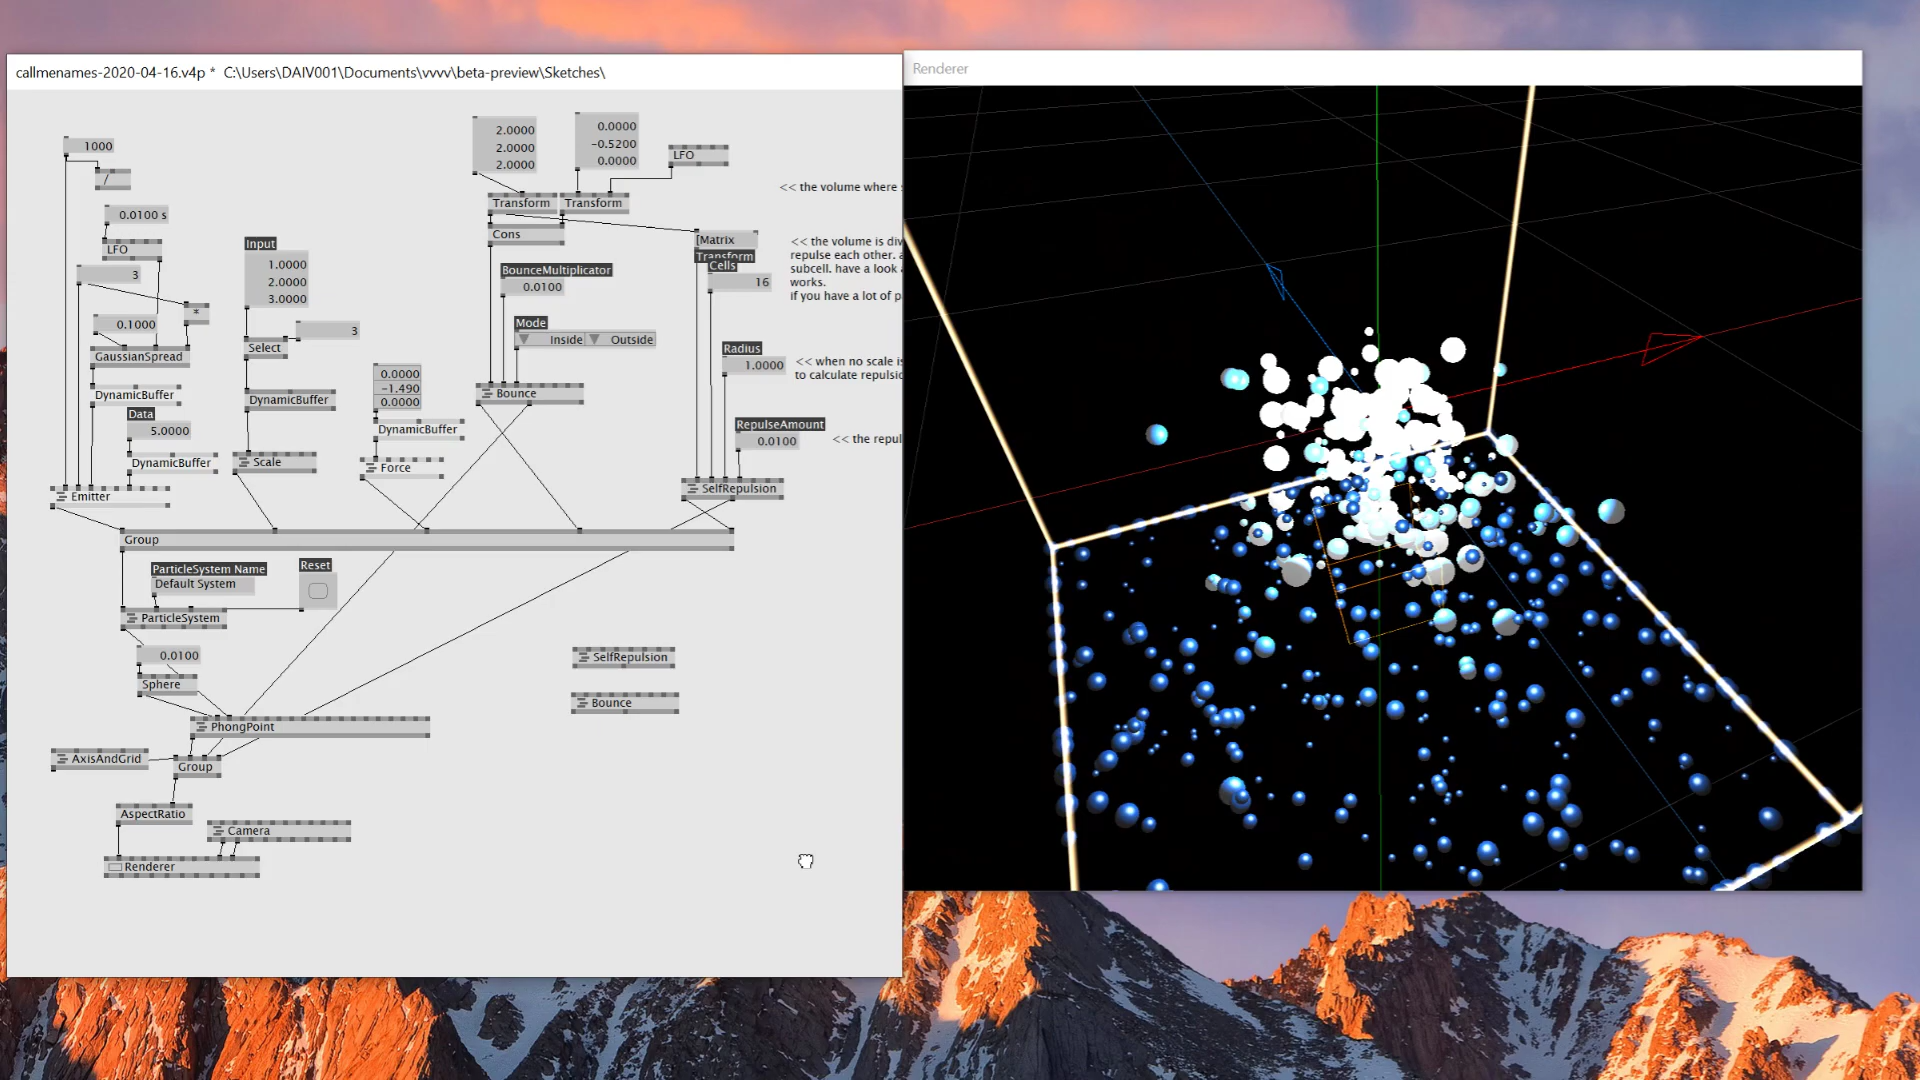 callmenames-2020-04-16.v4p * C:\Users\DAIV001\Documents\vvvv\beta-preview\Sketches\
Renderer
1000
/
0.0100 s
LFO
3
*
0.1000
GaussianSpread
DynamicBuffer
Data
5.0000
DynamicBuffer
Emitter
Input
1.0000
2.0000
3.0000
3
Select
DynamicBuffer
Scale
0.0000
-1.490
0.0000
DynamicBuffer
Force
2.0000
2.0000
2.0000
0.0000
-0.5200
0.0000
LFO
Transform
Transform
Cons
BounceMultiplicator
0.0100
Mode
Inside
Outside
Bounce
[Matrix
Transform
Cells
16
Radius
1.0000
RepulseAmount
0.0100
SelfRepulsion
<< the volume where
<< the volume is div
repulse each other. a
subcell. have a look
works.
if you have a lot of p
<< when no scale is
to calculate repulsi
<< the repul
Group
ParticleSystem Name
Default System
Reset
ParticleSystem
0.0100
Sphere
SelfRepulsion
Bounce
PhongPoint
AxisAndGrid
Group
AspectRatio
Camera
Renderer